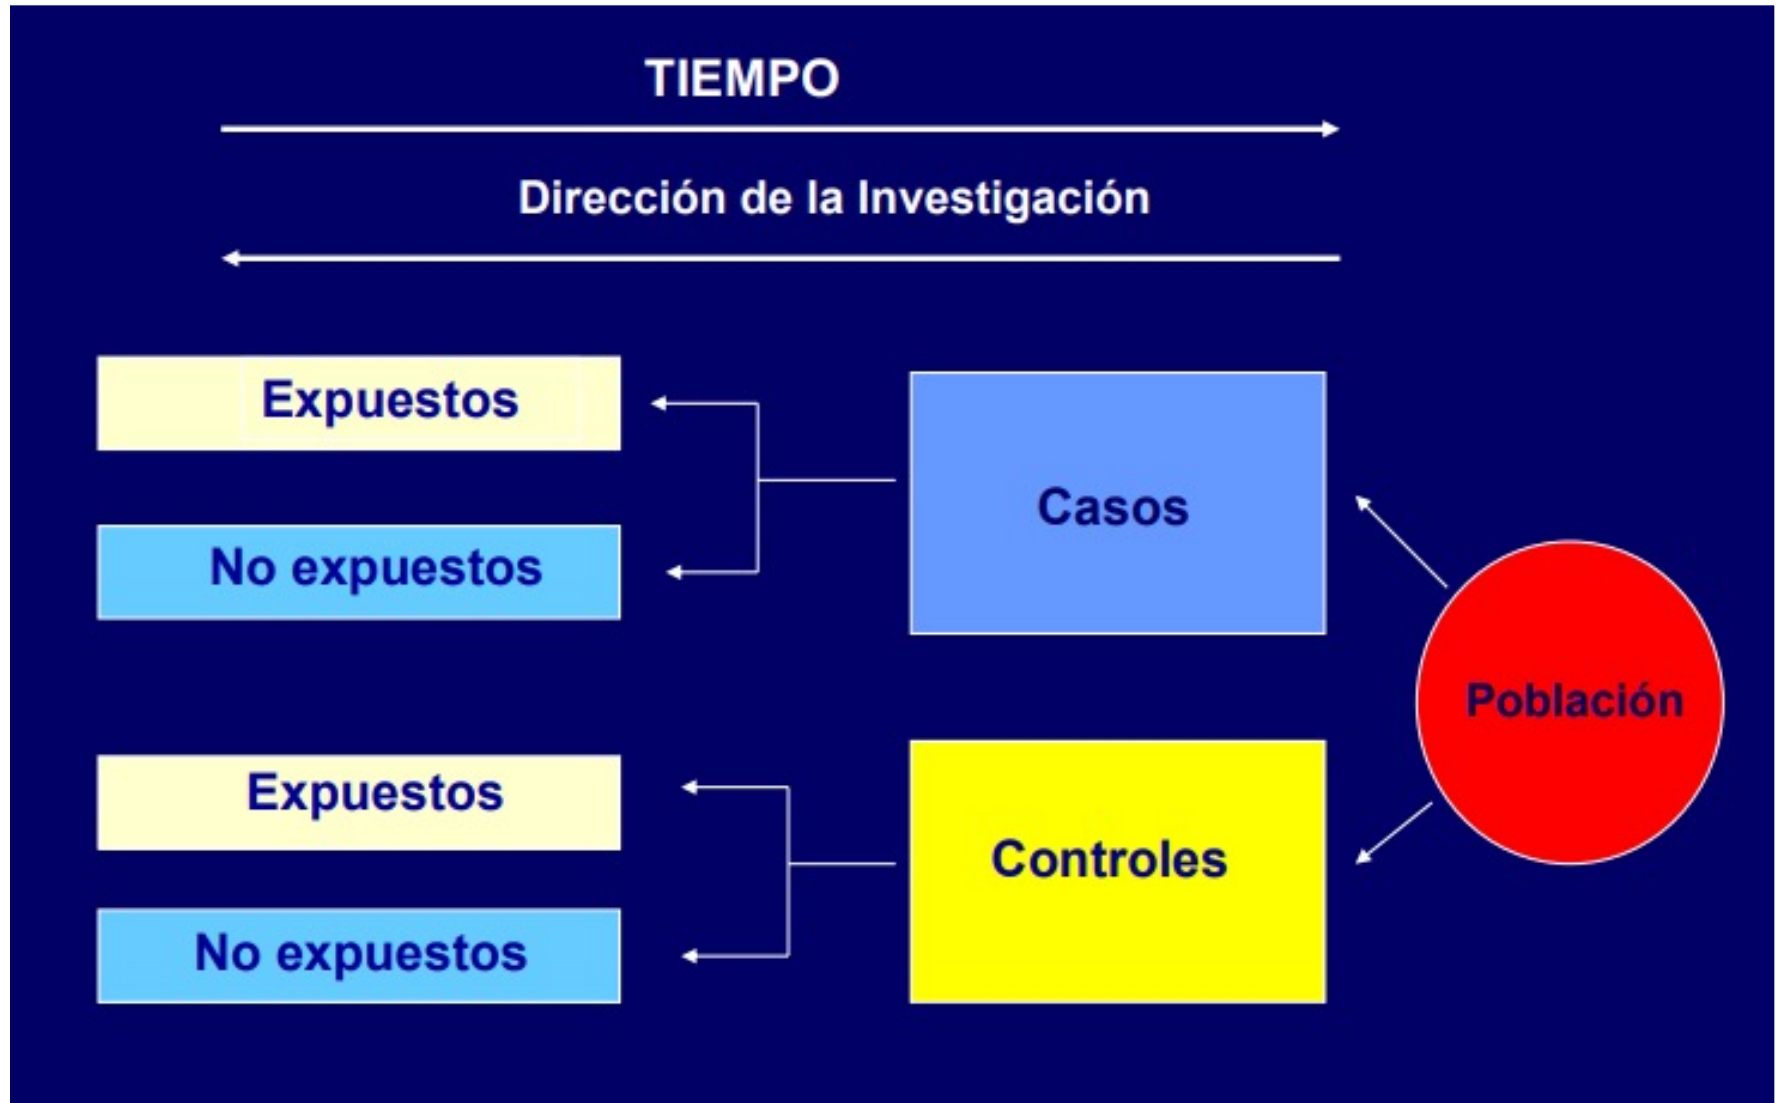 TIEMPO
Dirección de la Investigación
Expuestos
No expuestos
Casos
Población
Expuestos
No expuestos
Controles